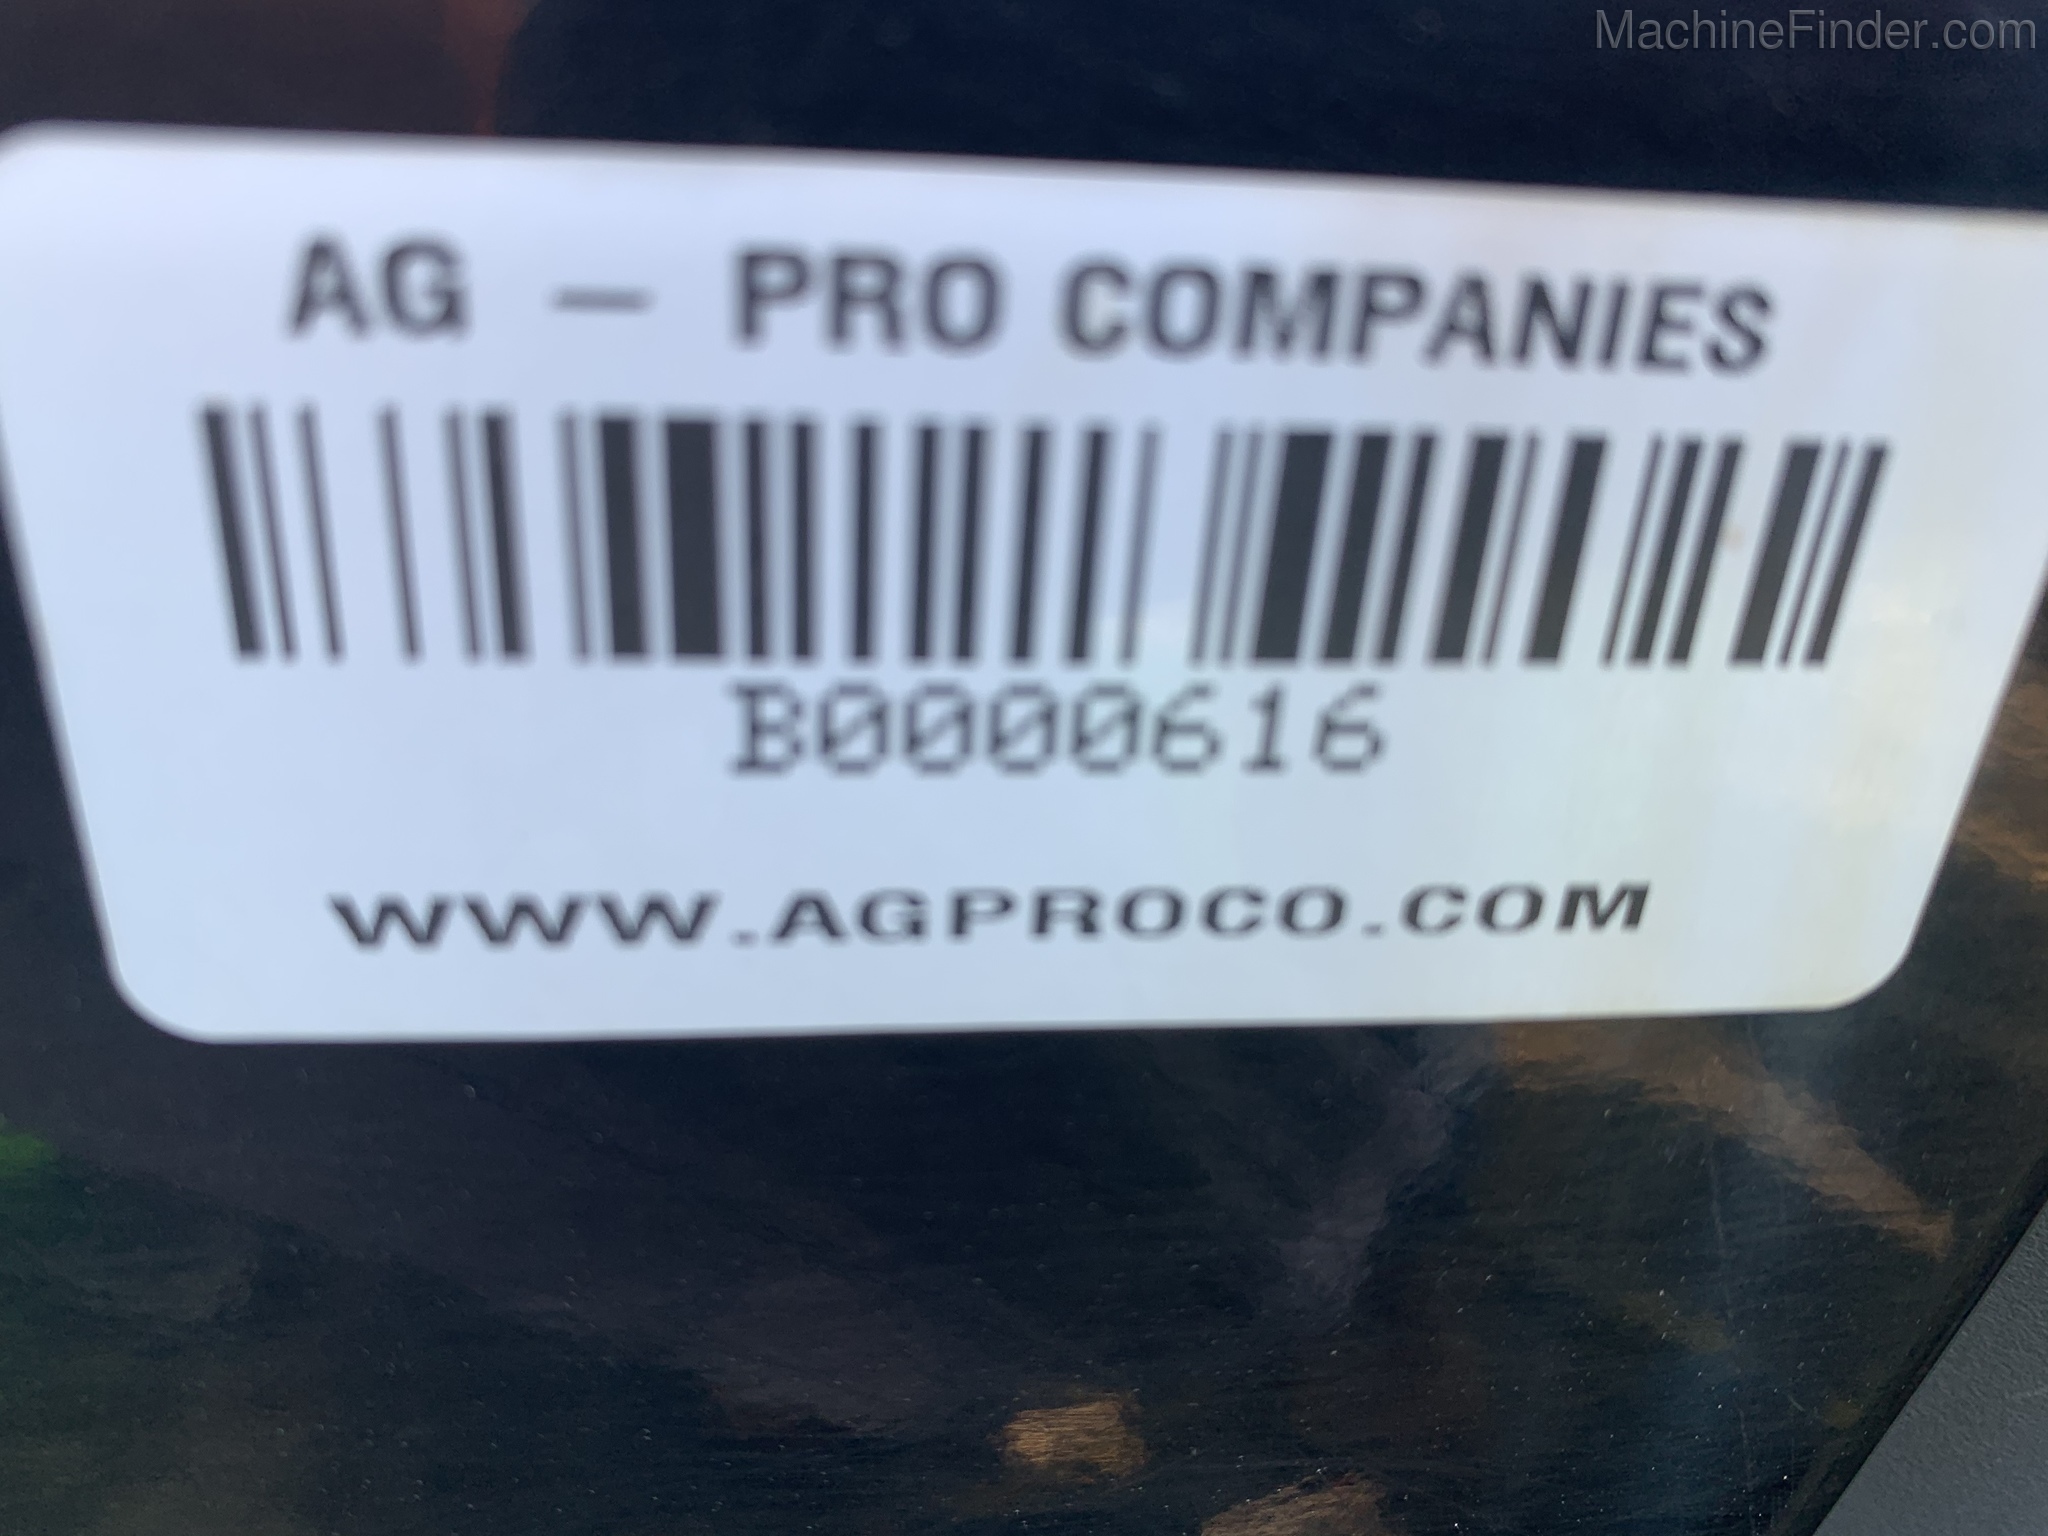 MachineFinder.com
AG - PRO COMPANIES
B0000616
WWW.AGPROCO.COM